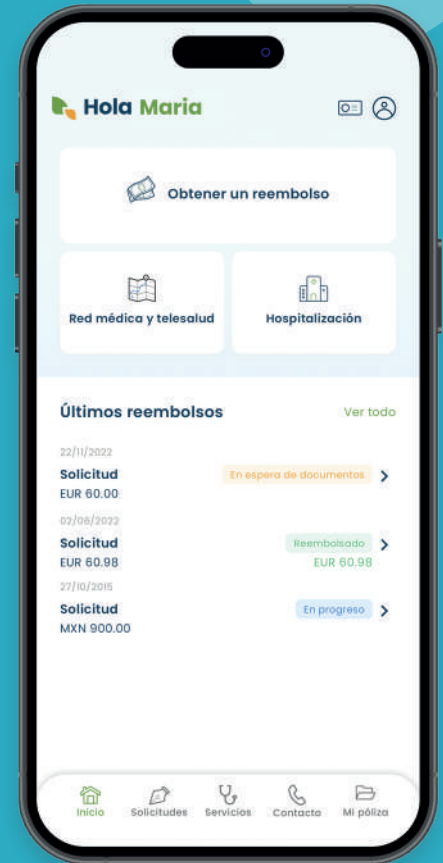 Hola Maria
Obtener un reembolso
Red médica y telesalud
Hospitalización
Últimos reembolsos
Ver todo
22/11/2022
Solicitud
En espera de documentos
EUR 60.00
02/06/2022
Solicitud
Reembolsado
EUR 60.98
EUR 60.98
27/10/2015
Solicitud
En progreso
MXN 900.00
Inicio
Solicitudes
Servicios
Contacto
Mi póliza